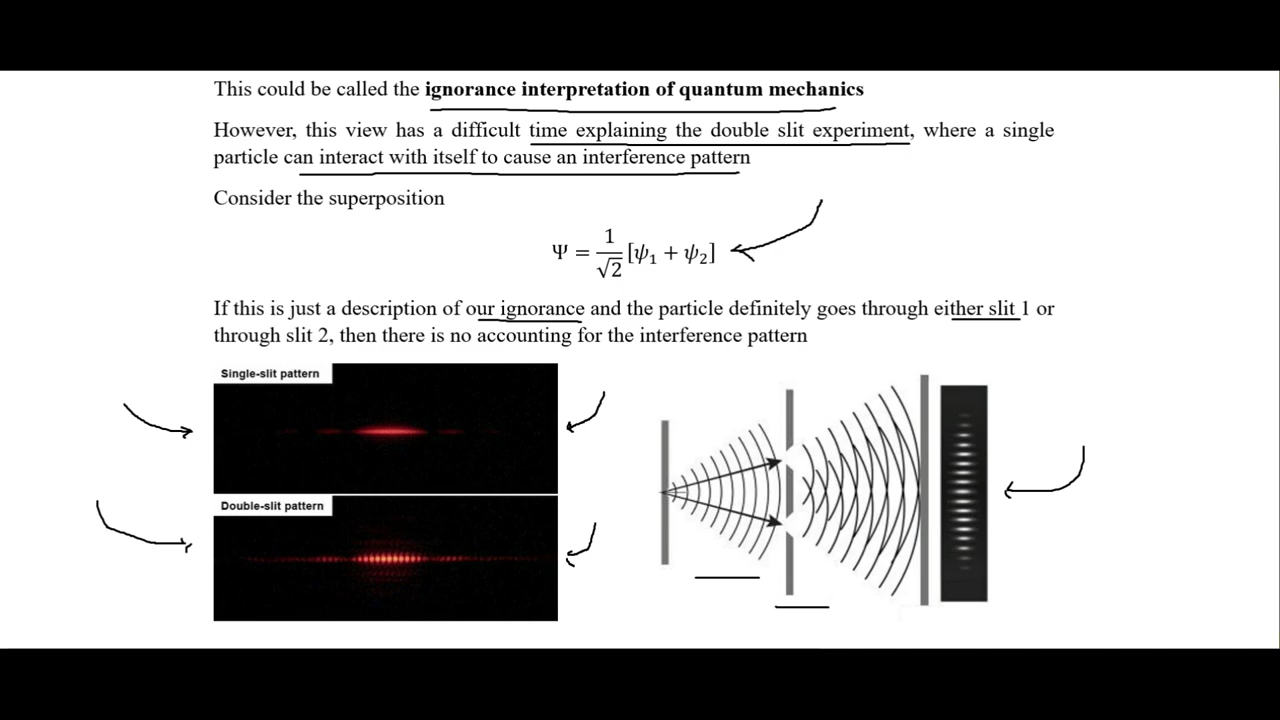 This could be called the ignorance interpretation of quantum mechanics
However, this view has a difficult time explaining the double slit experiment, where a single
particle can interact with itself to cause an interference pattern
Consider the superposition
Ψ = 1/√2 [ψ₁ + ψ₂]
If this is just a description of our ignorance and the particle definitely goes through either slit 1 or
through slit 2, then there is no accounting for the interference pattern
Single-slit pattern
Double-slit pattern